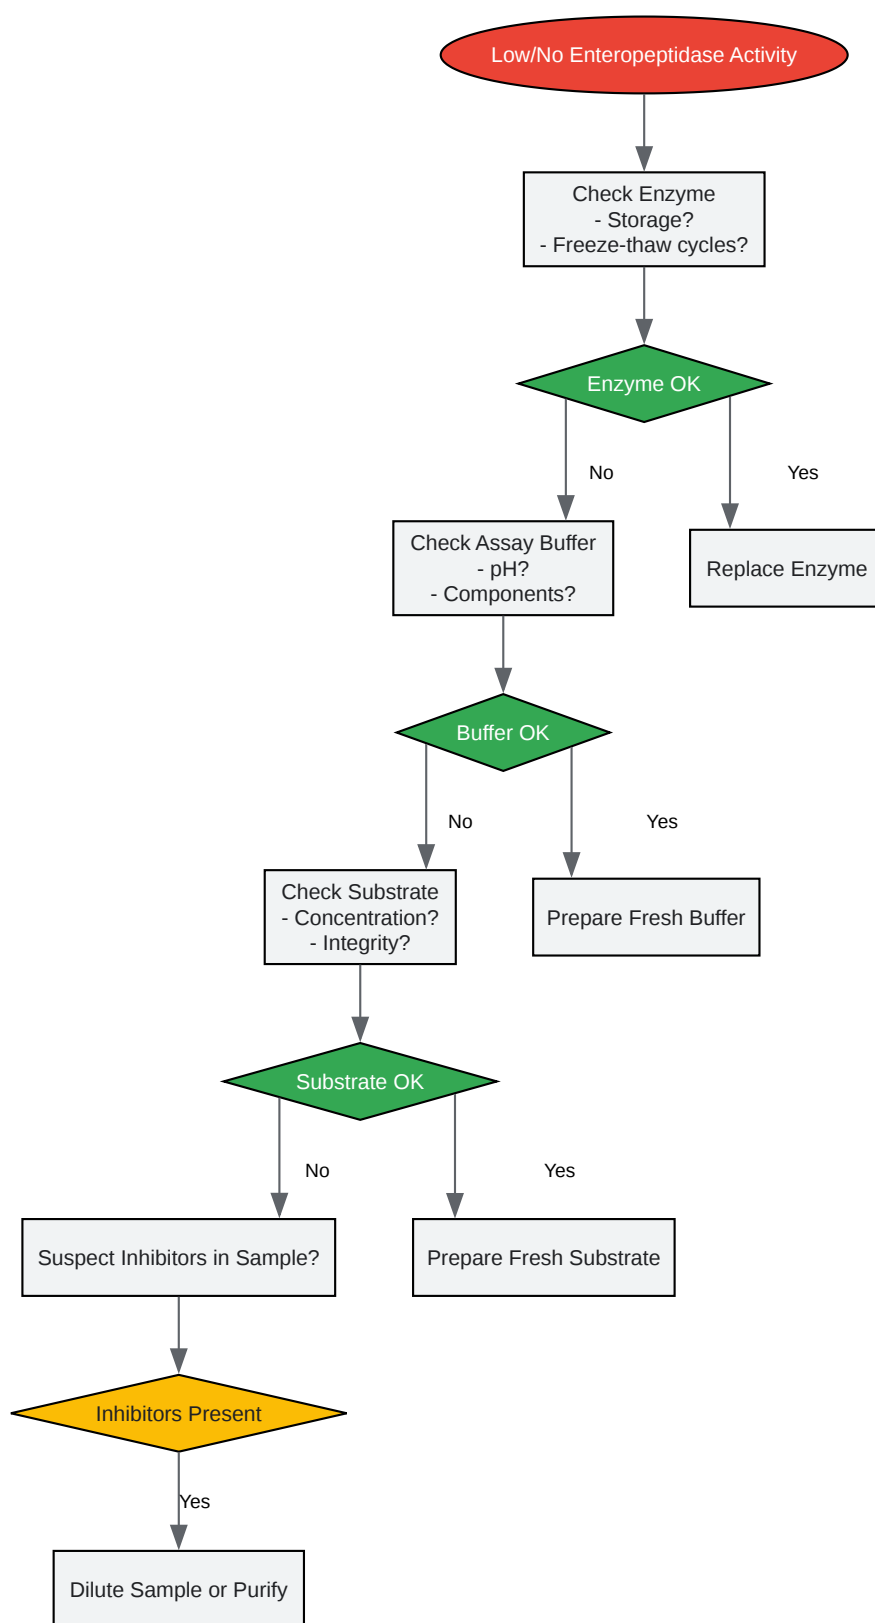 Low/No Enteropeptidase Activity
Check Enzyme
- Storage?
- Freeze-thaw cycles?
Enzyme OK
No
Yes
Check Assay Buffer
- pH?
- Components?
Replace Enzyme
Buffer OK
No
Yes
Check Substrate
- Concentration?
- Integrity?
Prepare Fresh Buffer
Substrate OK
No
Yes
Suspect Inhibitors in Sample?
Prepare Fresh Substrate
Inhibitors Present
Yes
Dilute Sample or Purify